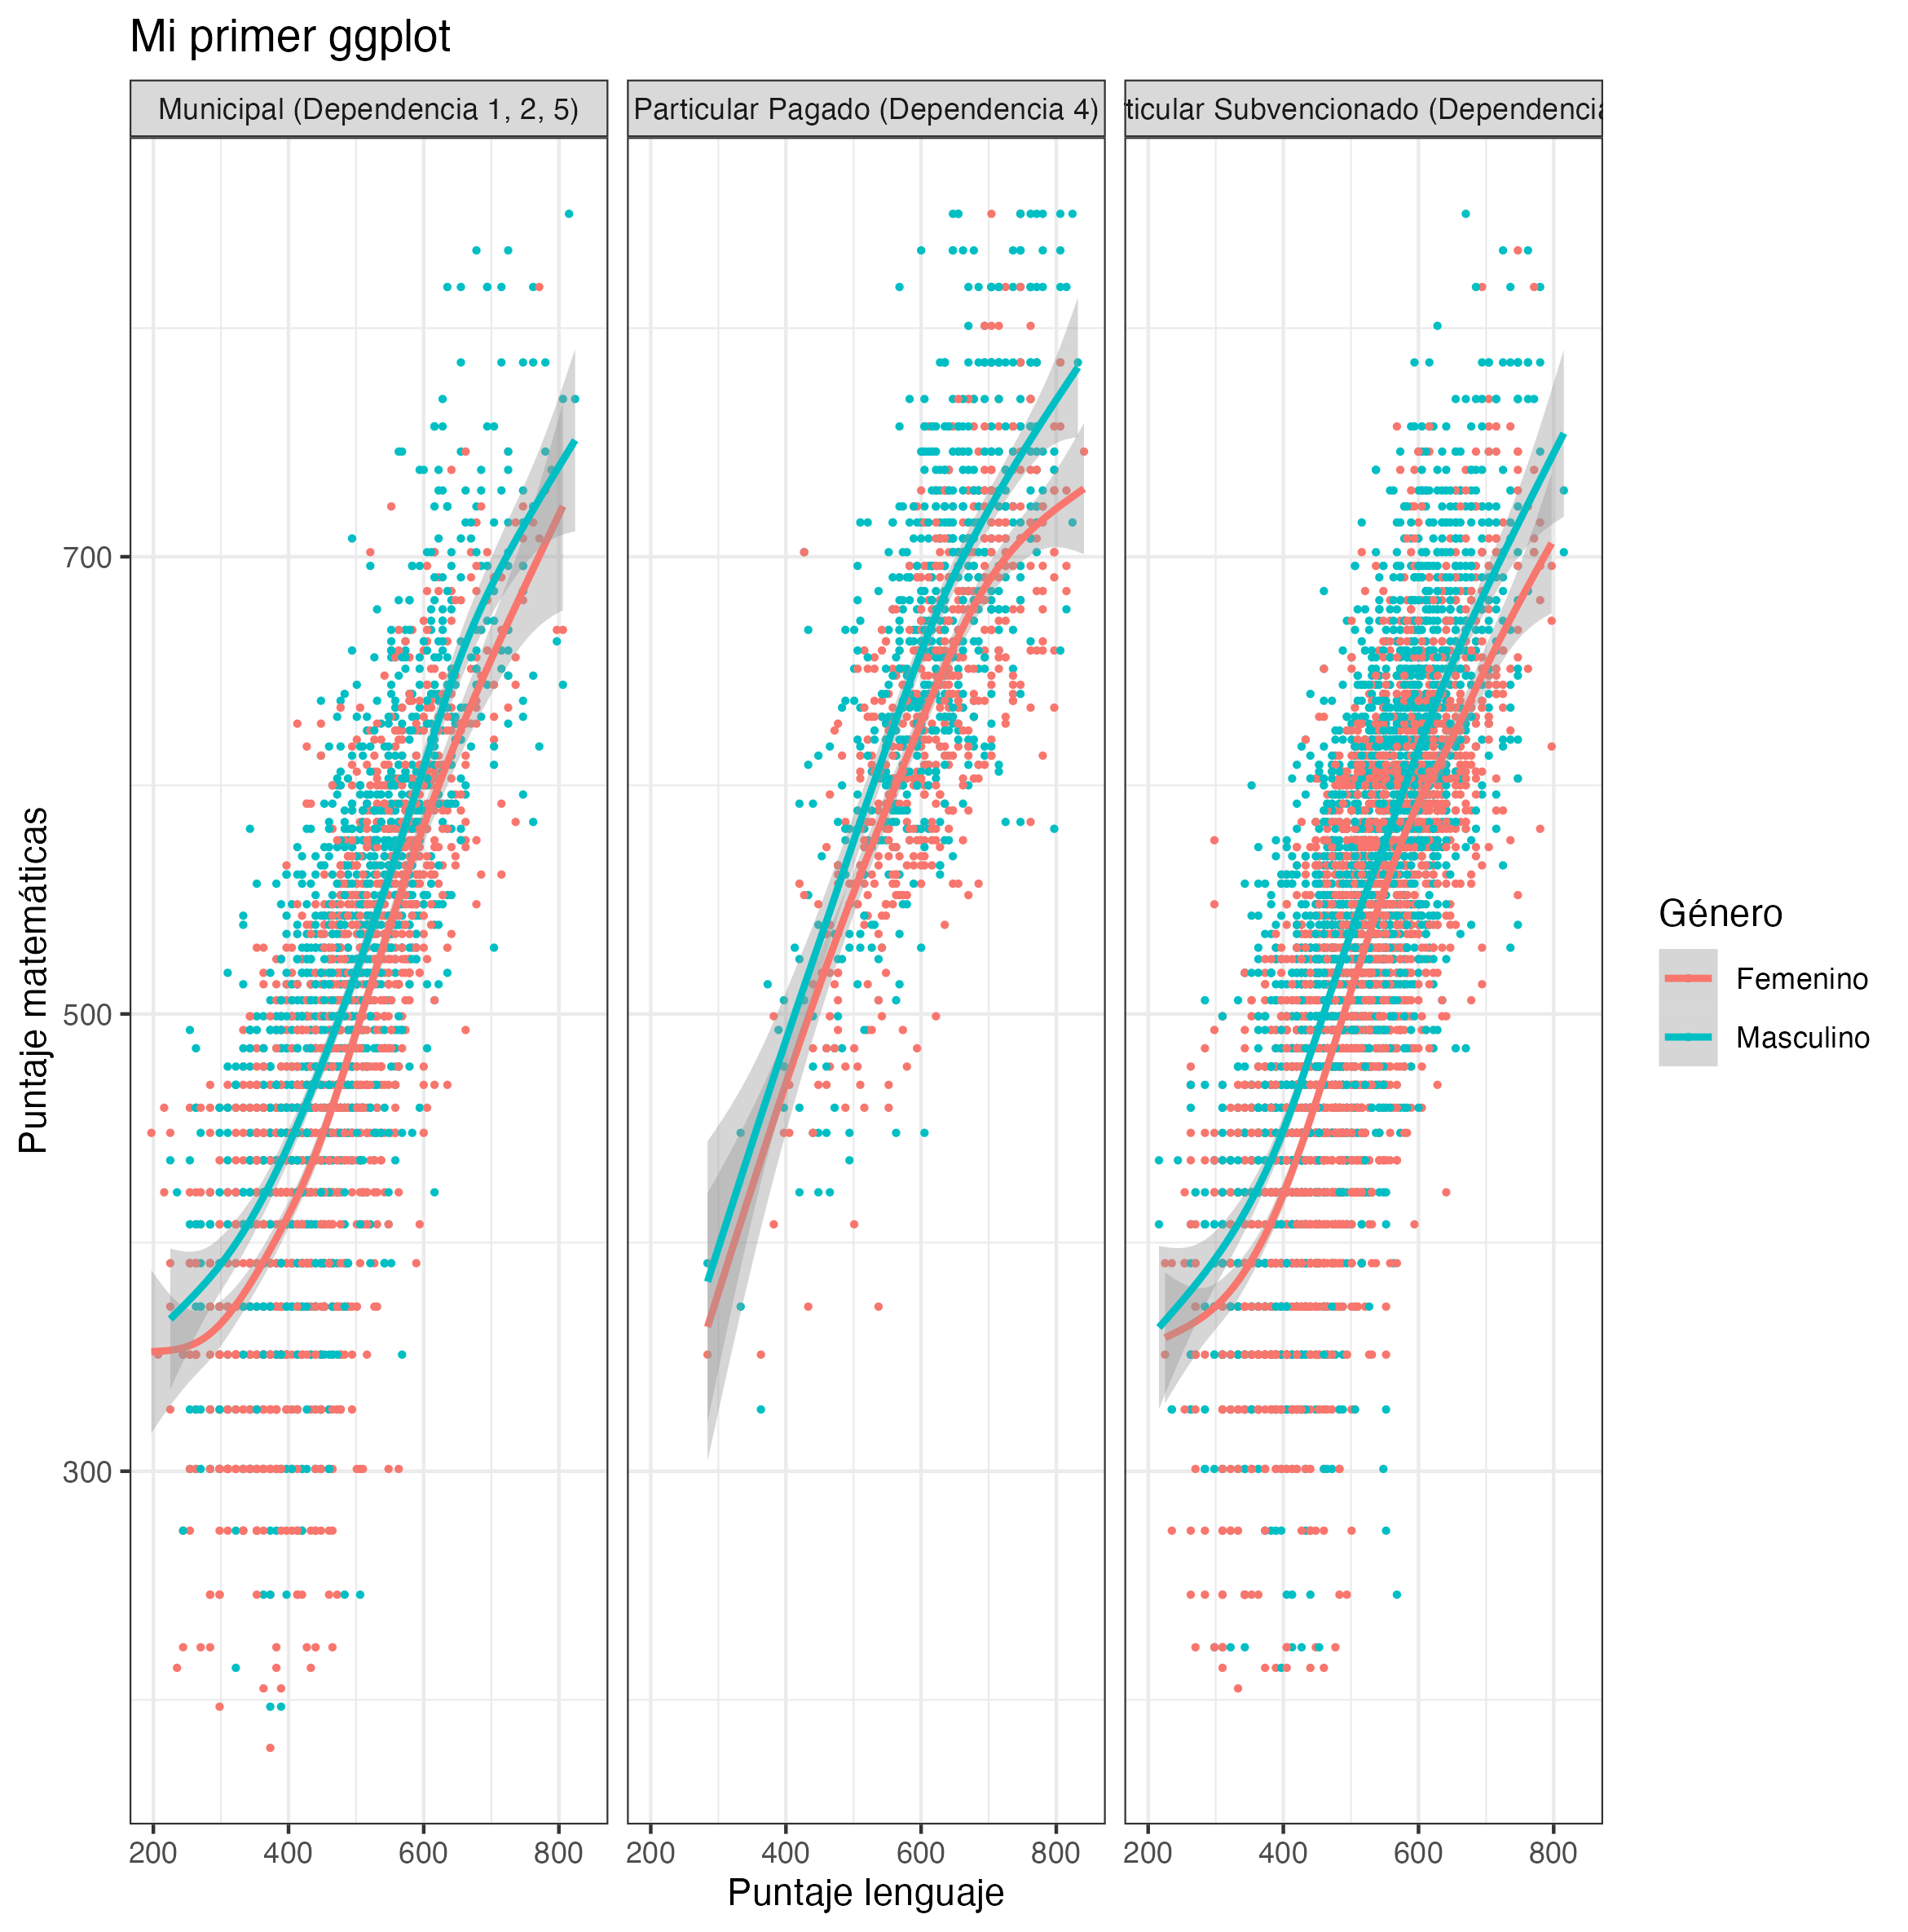 Mi primer ggplot
Municipal (Dependencia 1, 2, 5)
Particular Pagado (Dependencia 4)
ticular Subvencionado (Dependencia
Puntaje matemáticas
700
500
300
200 400 600 800
200 400 600 800
200 400 600 800
Puntaje lenguaje
Género
Femenino
Masculino